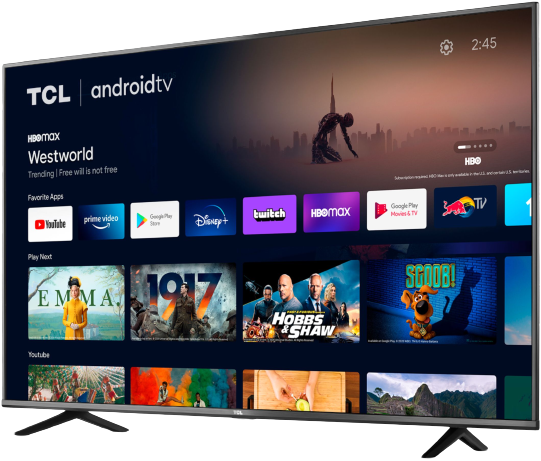 TCL | androidtv
2:45
HBOMAX
Westworld
Trending | Free will is not free
HBO
Subscription required. HBO Max is only available in the U.S. and certain U.S. territories.
Favorite Apps
YouTube
prime video
Google Play
Store
Disney+
twitch
HBOMAX
Google Play
Movies & TV
TV
Play Next
EMMA.
1917
FAST & FURIOUS
HOBBS
& SHAW
SCOOB!
Youtube
TCL